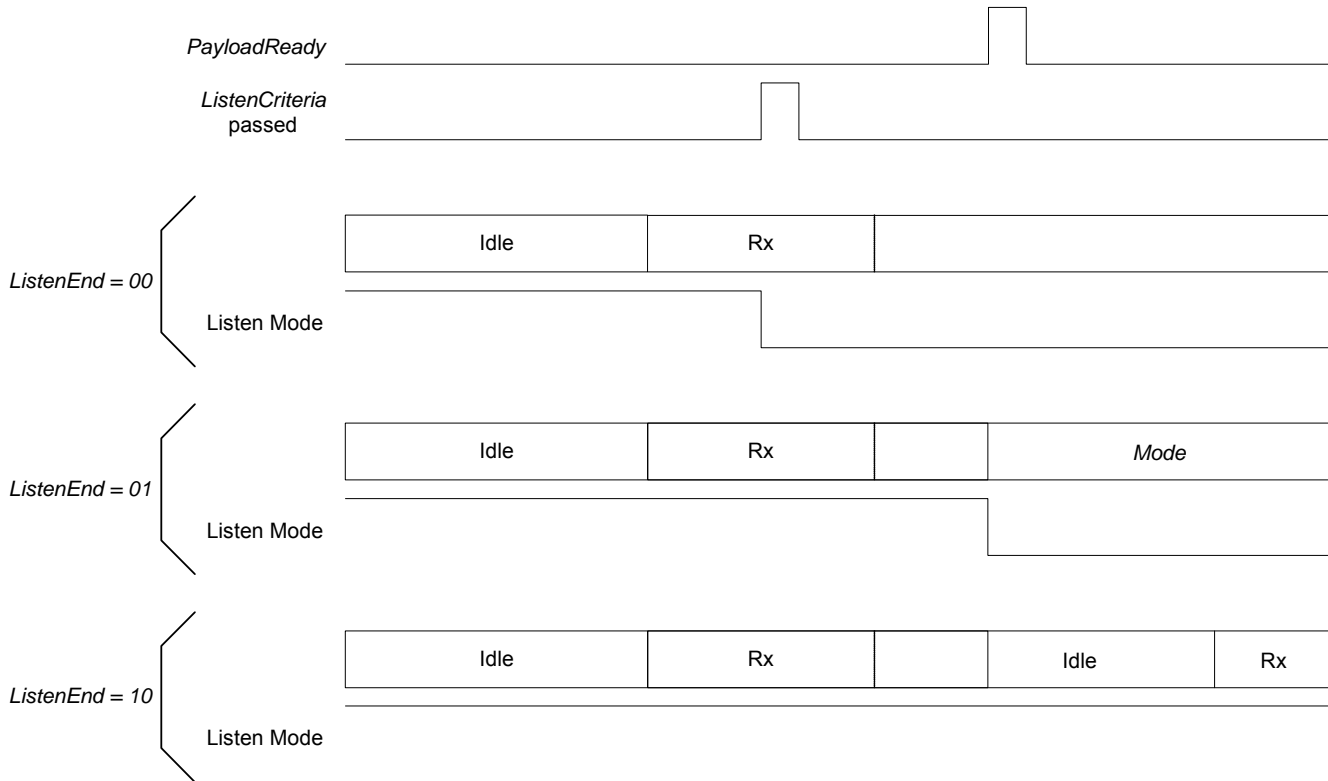 PayloadReady
ListenCriteria
passed
Idle
Rx
ListenEnd = 00
Listen Mode
Idle
Rx
Mode
ListenEnd = 01
Listen Mode
Idle
Rx
Idle
Rx
ListenEnd = 10
Listen Mode